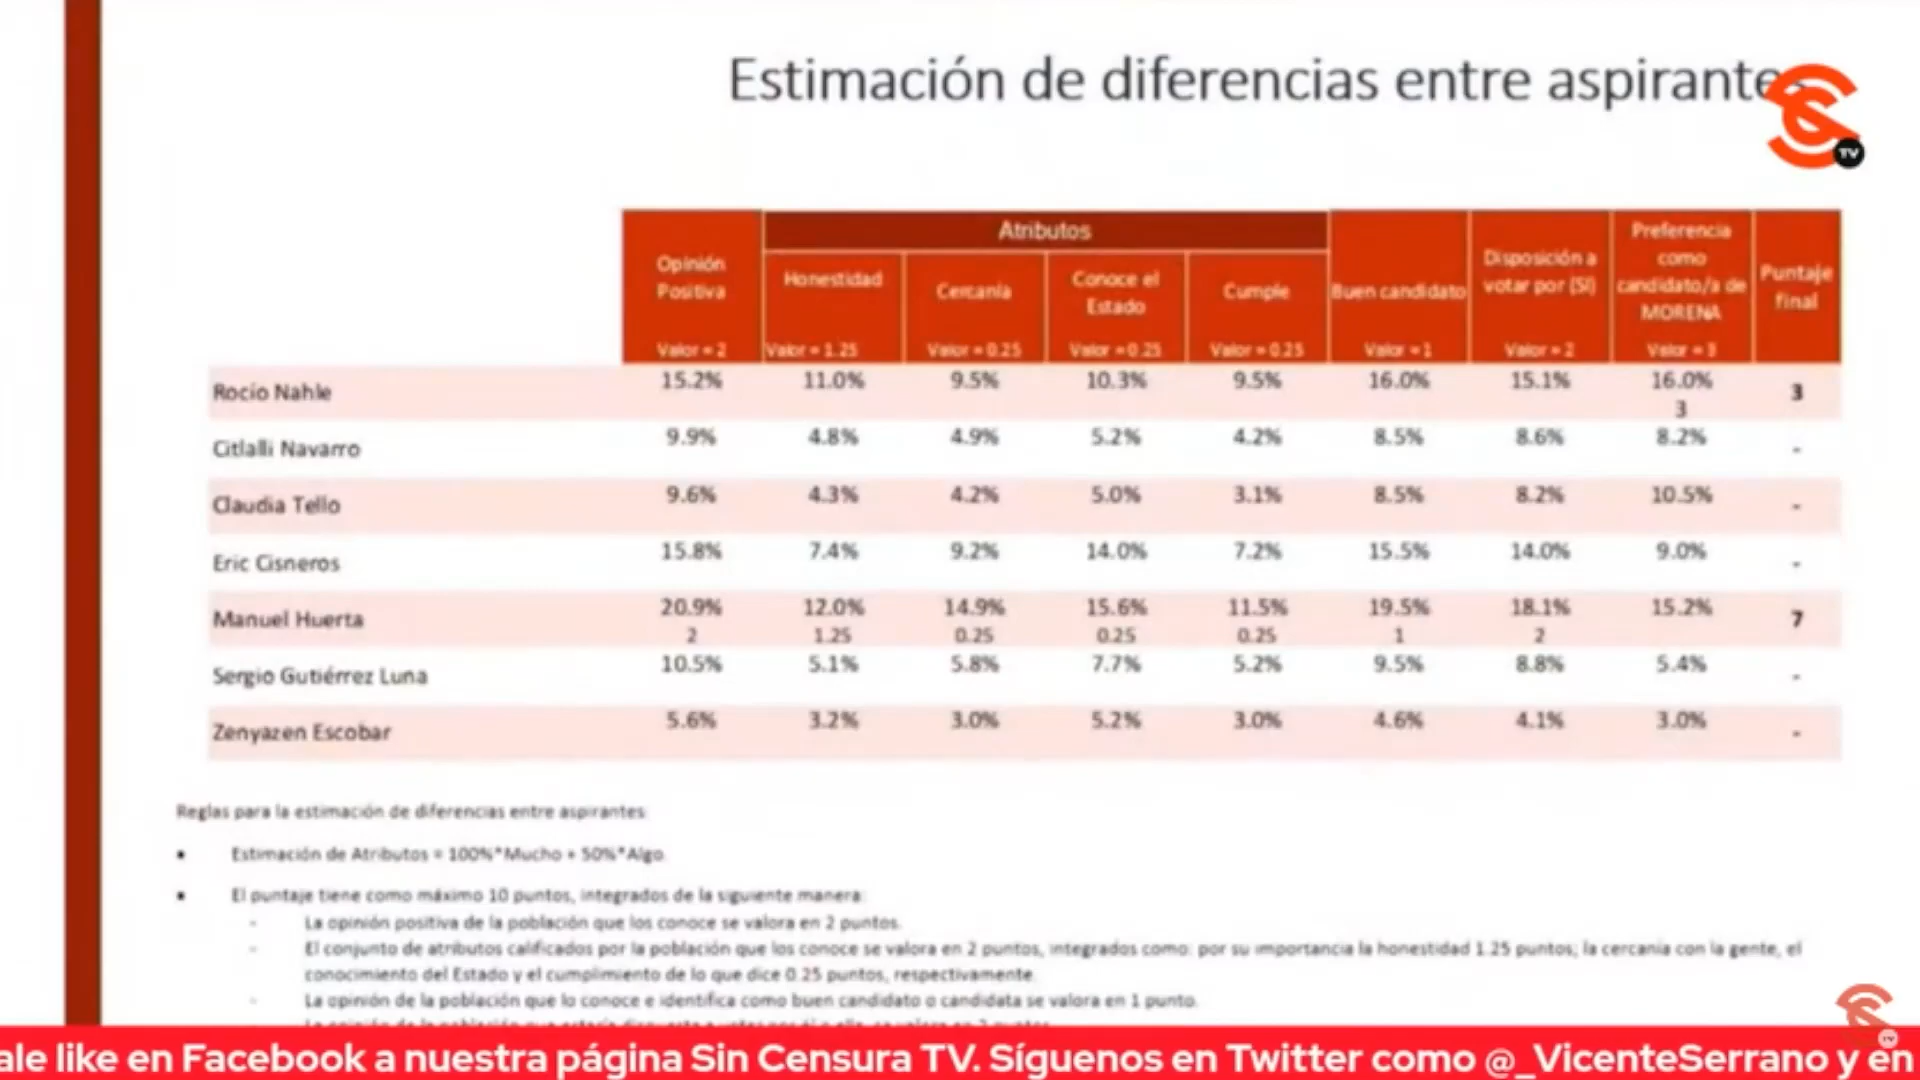 Estimación de diferencias entre aspirantes
TV
Opinión Positiva Valor = 2
Atributos
Honestidad Valor = 1.25
Cercanía Valor = 0.25
Conoce el Estado Valor = 0.25
Cumple Valor = 0.25
Buen candidato Valor = 1
Disposición a votar por (SI) Valor = 2
Preferencia como candidato/a de MORENA Valor = 3
Puntaje final
Rocío Nahle 15.2% 11.0% 9.5% 10.3% 9.5% 16.0% 15.1% 16.0% 3
3
Citlalli Navarro 9.9% 4.8% 4.9% 5.2% 4.2% 8.5% 8.6% 8.2% -
Claudia Tello 9.6% 4.3% 4.2% 5.0% 3.1% 8.5% 8.2% 10.5% -
Eric Cisneros 15.8% 7.4% 9.2% 14.0% 7.2% 15.5% 14.0% 9.0% -
Manuel Huerta 20.9% 12.0% 14.9% 15.6% 11.5% 19.5% 18.1% 15.2% 7
2 1.25 0.25 0.25 0.25 1 2
Sergio Gutiérrez Luna 10.5% 5.1% 5.8% 7.7% 5.2% 9.5% 8.8% 5.4% -
Zenyazen Escobar 5.6% 3.2% 3.0% 5.2% 3.0% 4.6% 4.1% 3.0% -
Reglas para la estimación de diferencias entre aspirantes:
• Estimación de Atributos = 100%*Mucho + 50%*Algo.
• El puntaje tiene como máximo 10 puntos, integrados de la siguiente manera:
- La opinión positiva de la población que los conoce se valora en 2 puntos.
- El conjunto de atributos calificados por la población que los conoce se valora en 2 puntos, integrados como: por su importancia la honestidad 1.25 puntos; la cercanía con la gente, el
conocimiento del Estado y el cumplimiento de lo que dice 0.25 puntos, respectivamente.
- La opinión de la población que lo conoce e identifica como buen candidato o candidata se valora en 1 punto.
ale like en Facebook a nuestra página Sin Censura TV. Síguenos en Twitter como @_VicenteSerrano y en